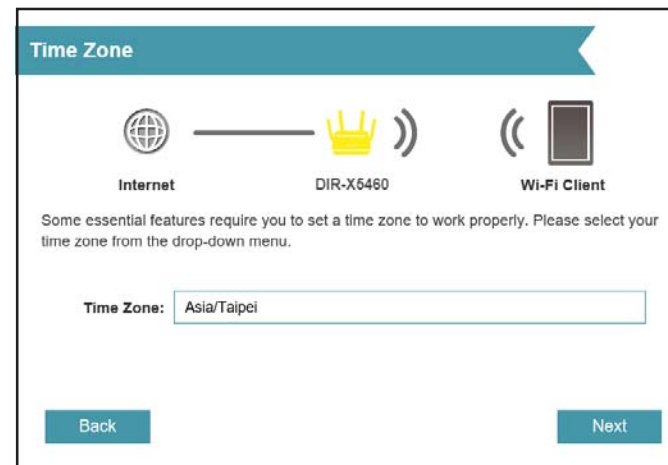 Time Zone
Internet
DIR-X5460
Wi-Fi Client
Some essential features require you to set a time zone to work properly. Please select your
time zone from the drop-down menu.
Time Zone: Asia/Taipei
Back
Next